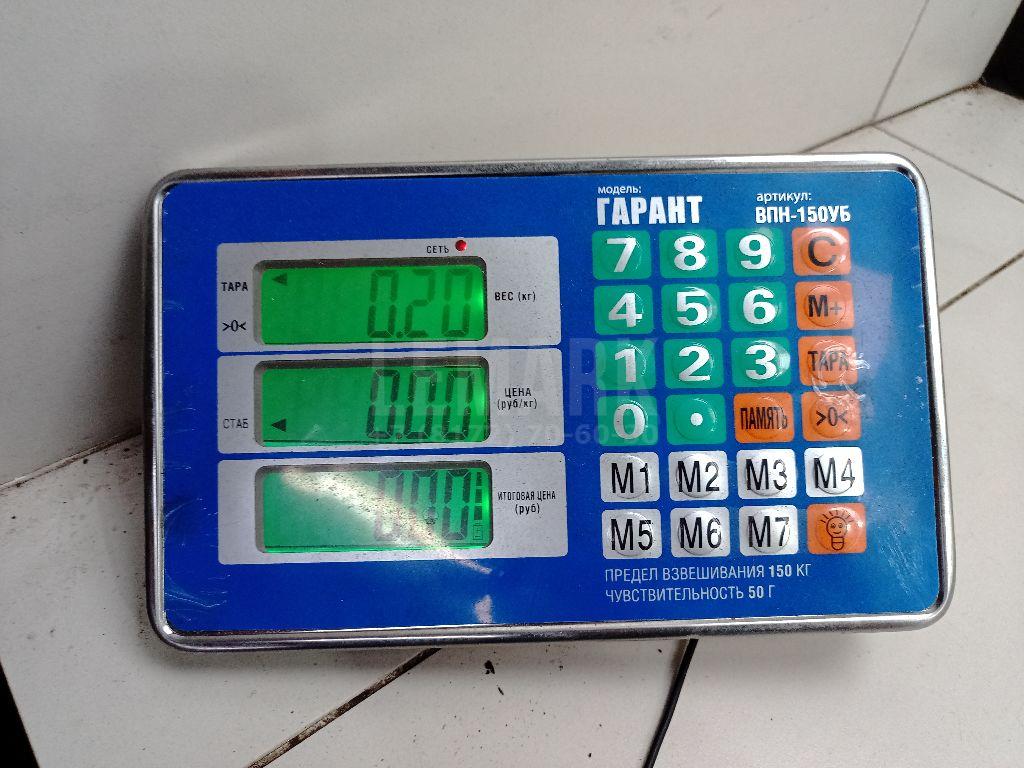 модель:
ГАРАНТ
артикул:
ВПН-150УБ
СЕТЬ
ТАРА
>0<
0.20
ВЕС (кг)
СТАБ
0.00
ЦЕНА
(руб/кг)
0.00
ИТОГОВАЯ ЦЕНА
(руб)
7 8 9 C
4 5 6 M+
1 2 3 ТАРА
0 . ПАМЯТЬ >0<
M1 M2 M3 M4
M5 M6 M7
ПРЕДЕЛ ВЗВЕШИВАНИЯ 150 КГ
ЧУВСТВИТЕЛЬНОСТЬ 50 Г